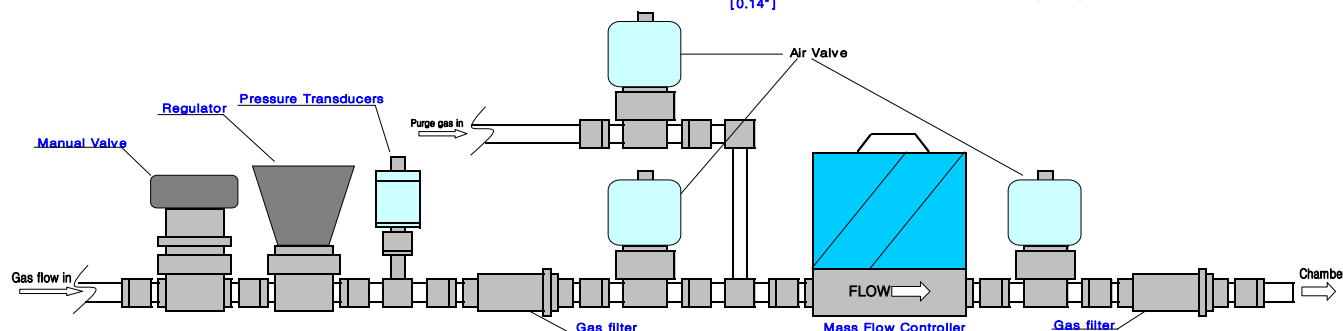 [0.14"]
Air Valve
Pressure Transducers
Regulator
Purge gas in
Manual Valve
Gas flow in
Chambe
FLOW
Gas filter
Mass Flow Controller
Gas filter